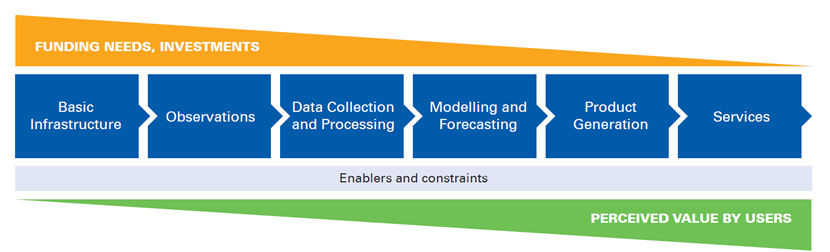 FUNDING NEEDS, INVESTMENTS
Basic
Infrastructure
Observations
Data Collection
and Processing
Modelling and
Forecasting
Product
Generation
Services
Enablers and constraints
PERCEIVED VALUE BY USERS